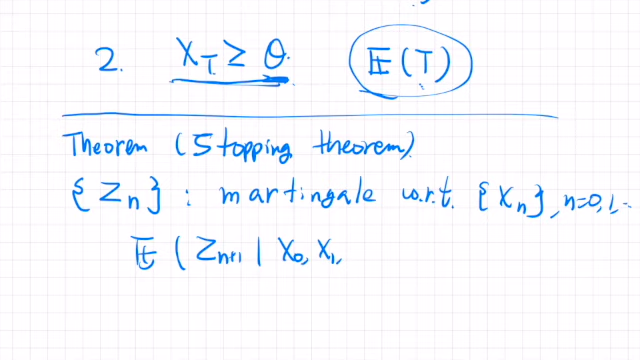 2. X_T ≥ θ. 𝔼(T)
Theorem (Stopping theorem)
{Z_n} : martingale w.r.t. {X_n}, n=0,1,..
𝔼 ( Z_{n+1} | X_0, X_1,